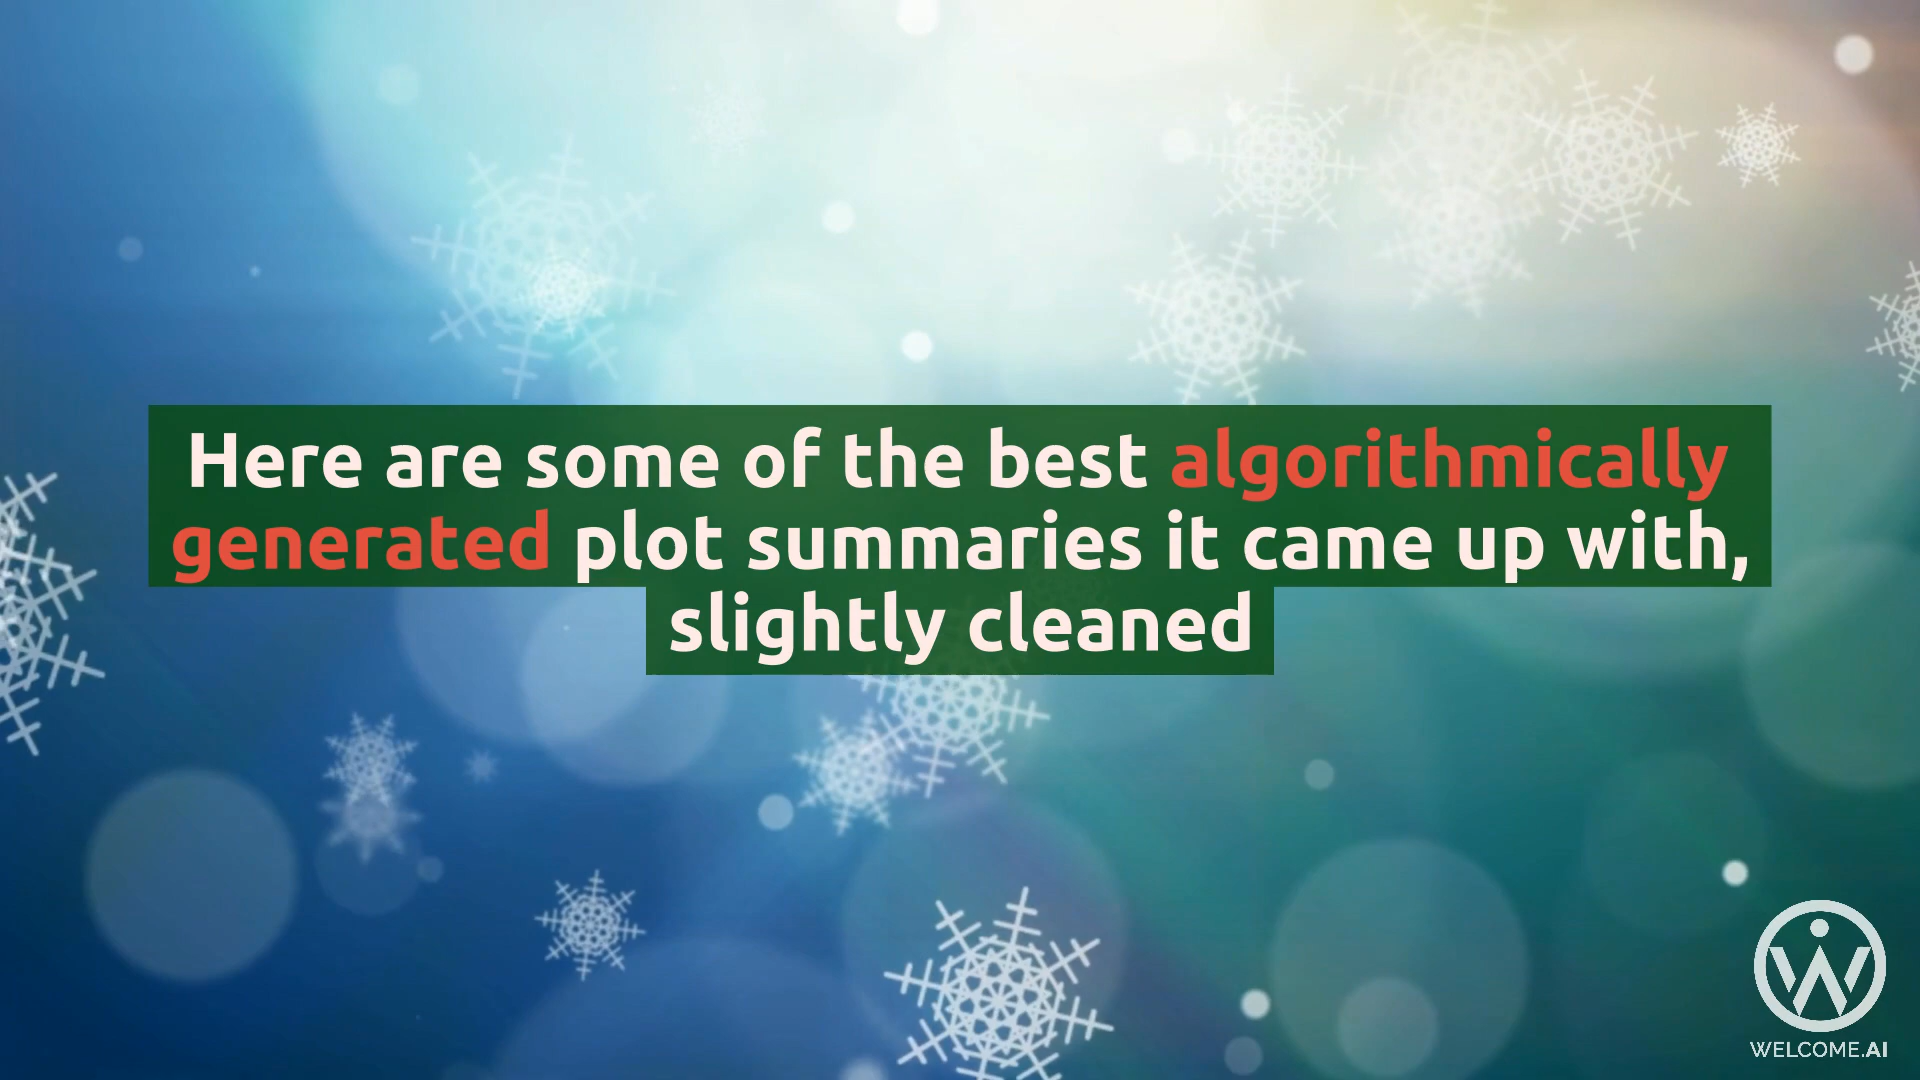 Here are some of the best algorithmically
generated plot summaries it came up with,
slightly cleaned
WELCOME.AI